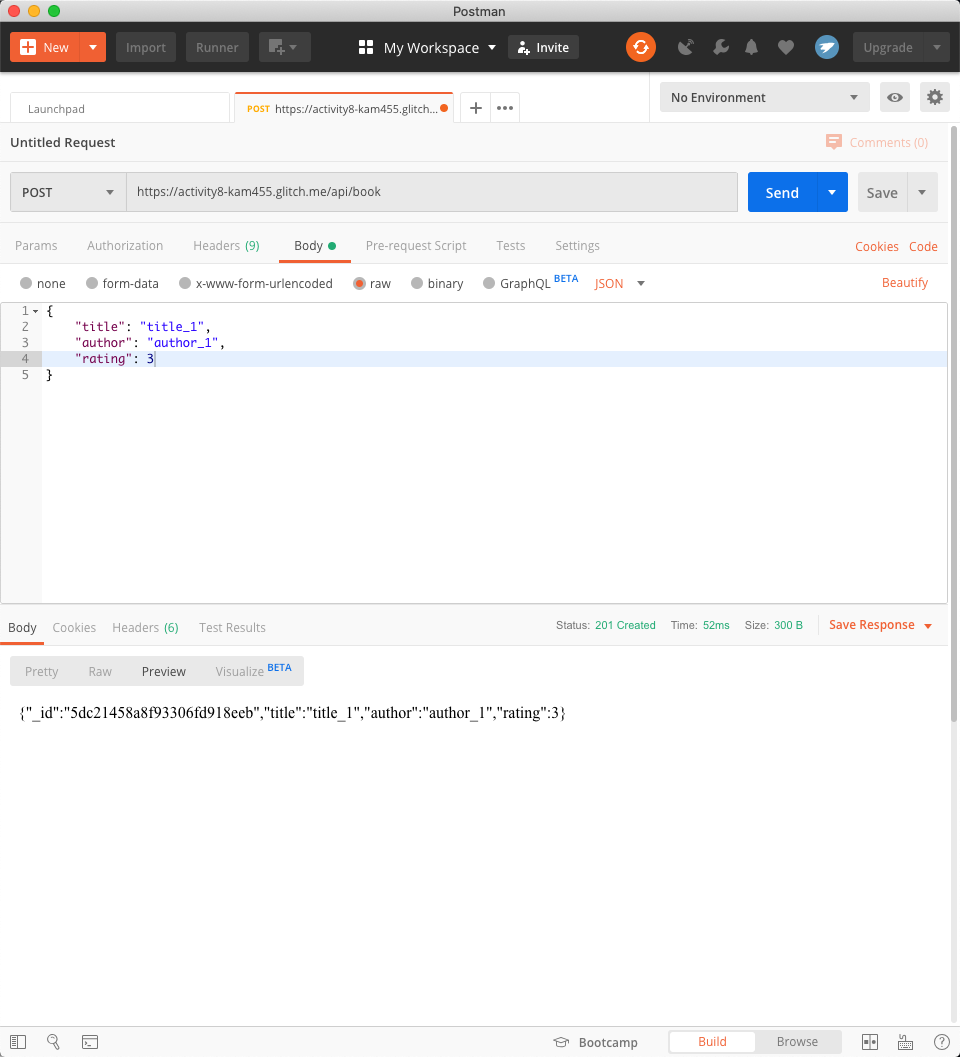 Postman
New Import Runner My Workspace Invite Upgrade
Launchpad POST https://activity8-kam455.glitch... No Environment
Untitled Request Comments (0)
POST https://activity8-kam455.glitch.me/api/book Send Save
Params Authorization Headers (9) Body Pre-request Script Tests Settings Cookies Code
none form-data x-www-form-urlencoded raw binary GraphQL BETA JSON Beautify
1 {
2 "title": "title_1",
3 "author": "author_1",
4 "rating": 3
5 }
Body Cookies Headers (6) Test Results Status: 201 Created Time: 52ms Size: 300 B Save Response
Pretty Raw Preview Visualize BETA
{"_id":"5dc21458a8f93306fd918eeb","title":"title_1","author":"author_1","rating":3}
Bootcamp Build Browse